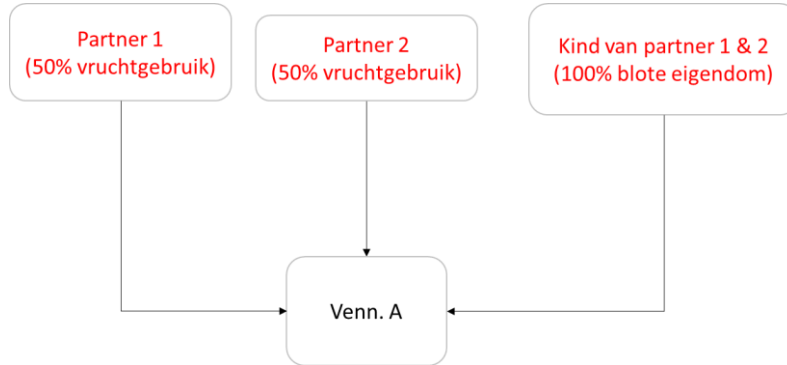 Partner 1
(50% vruchtgebruik)
Partner 2
(50% vruchtgebruik)
Kind van partner 1 & 2
(100% blote eigendom)
Venn. A